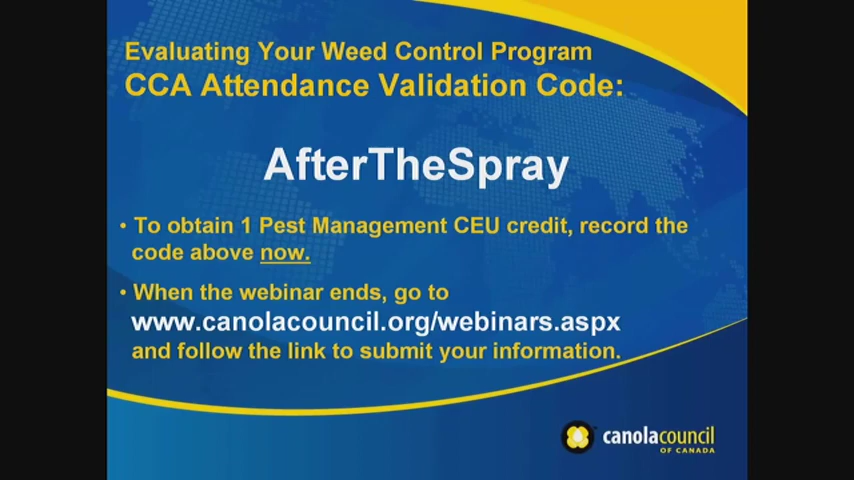 Evaluating Your Weed Control Program
CCA Attendance Validation Code:
AfterTheSpray
• To obtain 1 Pest Management CEU credit, record the
code above now.
• When the webinar ends, go to
www.canolacouncil.org/webinars.aspx
and follow the link to submit your information.
canolacouncil
OF CANADA